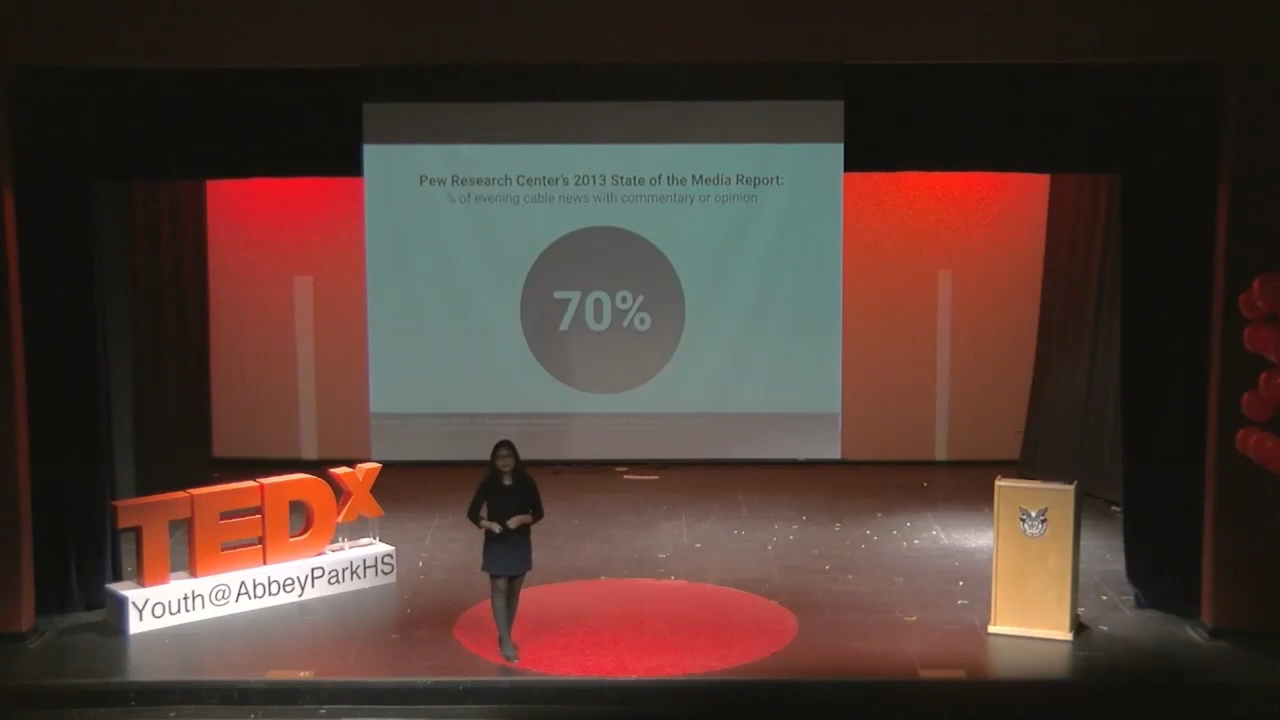 Pew Research Center's 2013 State of the Media Report:
% of evening cable news with commentary or opinion
70%
TEDx
Youth@AbbeyParkHS